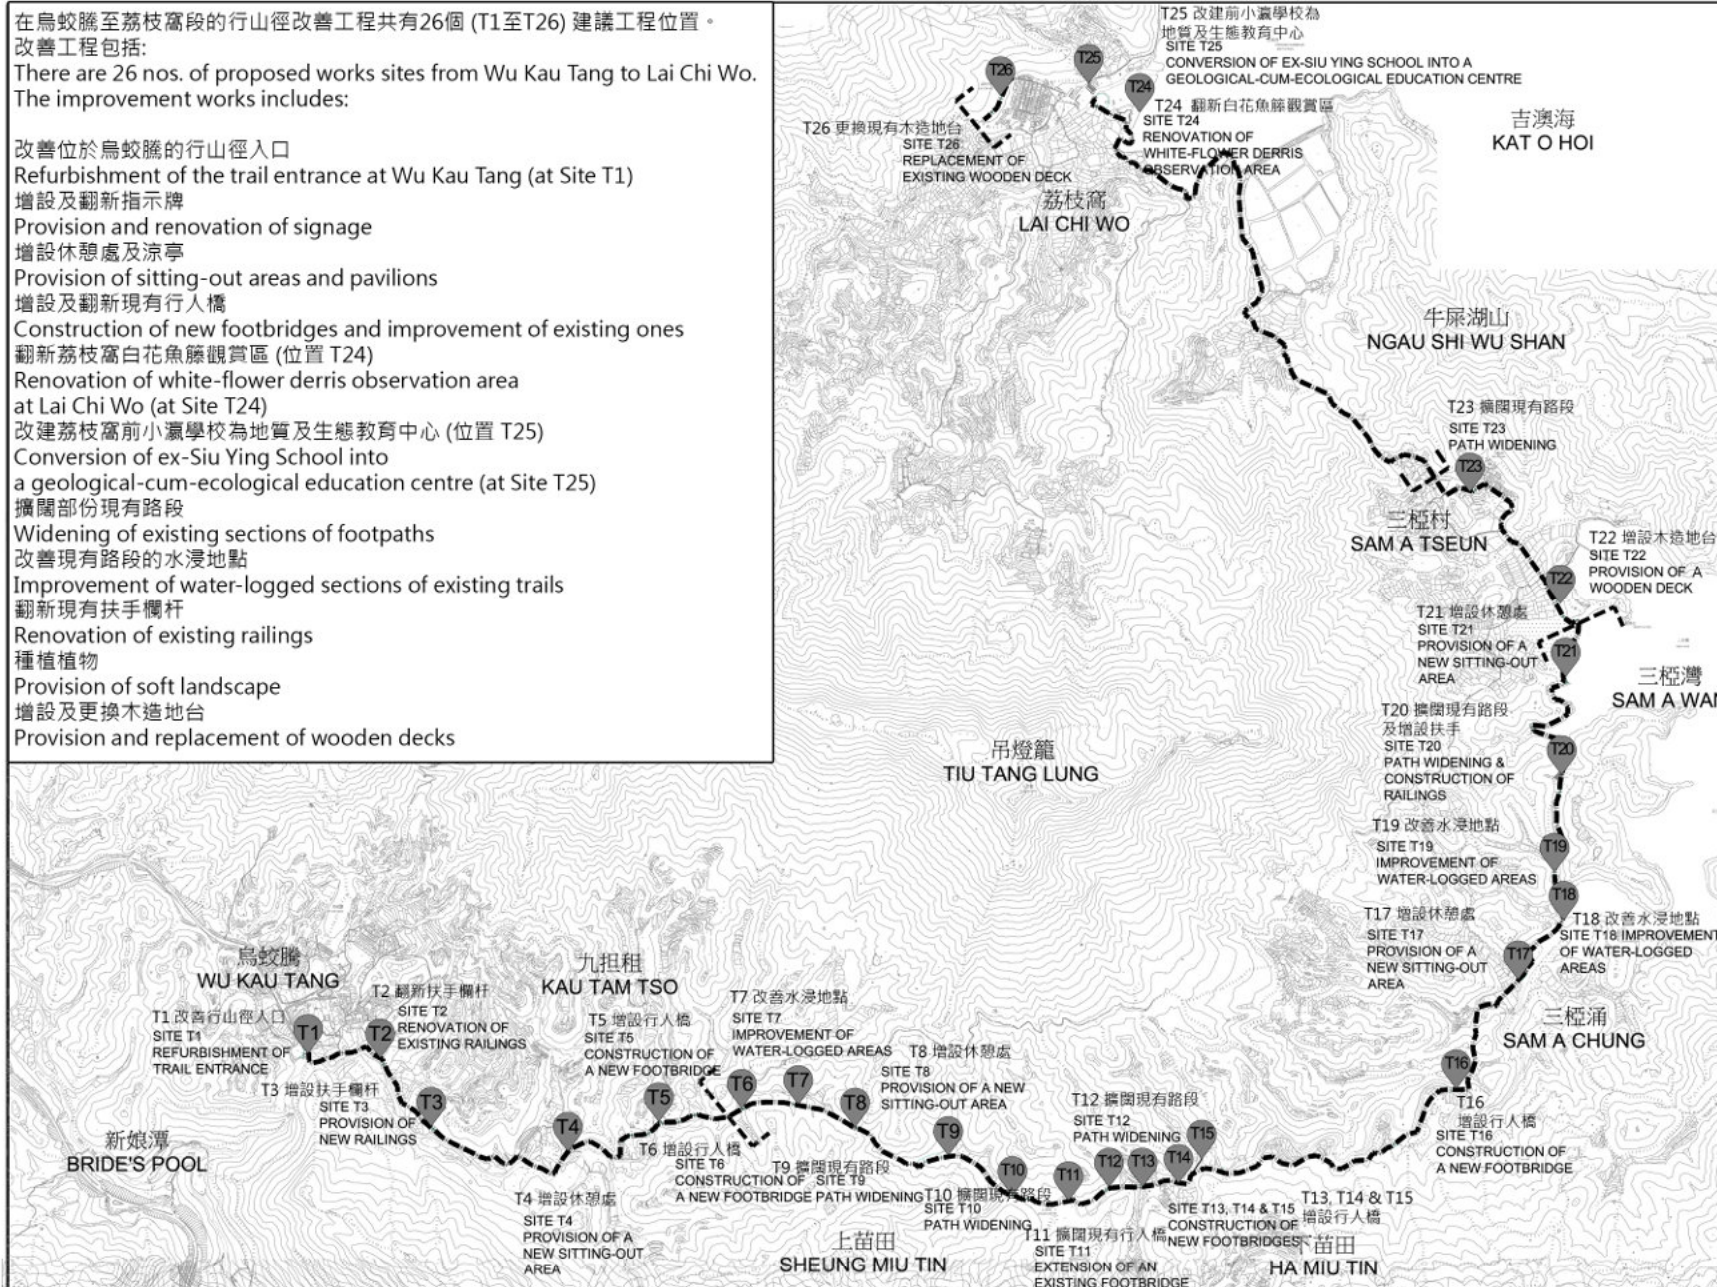 在烏蛟騰至荔枝窩段的行山徑改善工程共有26個 (T1至T26) 建議工程位置。
改善工程包括:
There are 26 nos. of proposed works sites from Wu Kau Tang to Lai Chi Wo.
The improvement works includes:
改善位於烏蛟騰的行山徑入口
Refurbishment of the trail entrance at Wu Kau Tang (at Site T1)
增設及翻新指示牌
Provision and renovation of signage
增設休憩處及涼亭
Provision of sitting-out areas and pavilions
增設及翻新現有行人橋
Construction of new footbridges and improvement of existing ones
翻新荔枝窩白花魚籐觀賞區 (位置 T24)
Renovation of white-flower derris observation area
at Lai Chi Wo (at Site T24)
改建荔枝窩前小瀛學校為地質及生態教育中心 (位置 T25)
Conversion of ex-Siu Ying School into
a geological-cum-ecological education centre (at Site T25)
擴闊部份現有路段
Widening of existing sections of footpaths
改善現有路段的水浸地點
Improvement of water-logged sections of existing trails
翻新現有扶手欄杆
Renovation of existing railings
種植植物
Provision of soft landscape
增設及更換木造地台
Provision and replacement of wooden decks
T25 改建前小瀛學校為
地質及生態教育中心
SITE T25
CONVERSION OF EX-SIU YING SCHOOL INTO A
GEOLOGICAL-CUM-ECOLOGICAL EDUCATION CENTRE
T26
T25
T24
T24 翻新白花魚籐觀賞區
SITE T24
RENOVATION OF
WHITE-FLOWER DERRIS
OBSERVATION AREA
T26 更換現有木造地台
SITE T26
REPLACEMENT OF
EXISTING WOODEN DECK
吉澳海
KAT O HOI
荔枝窩
LAI CHI WO
牛屎湖山
NGAU SHI WU SHAN
T23 擴闊現有路段
SITE T23
PATH WIDENING
T23
三椏村
SAM A TSEUN
T22 增設木造地台
SITE T22
PROVISION OF A
WOODEN DECK
T22
T21 增設休憩處
SITE T21
PROVISION OF A
NEW SITTING-OUT
AREA
T21
三椏灣
SAM A WAN
T20 擴闊現有路段
及增設扶手
SITE T20
PATH WIDENING &
CONSTRUCTION OF
RAILINGS
T20
吊燈籠
TIU TANG LUNG
T19 改善水浸地點
SITE T19
IMPROVEMENT OF
WATER-LOGGED AREAS
T19
T18
T17 增設休憩處
SITE T17
PROVISION OF A
NEW SITTING-OUT
AREA
T17
T18 改善水浸地點
SITE T18 IMPROVEMENT
OF WATER-LOGGED
AREAS
三椏涌
SAM A CHUNG
烏蛟騰
WU KAU TANG
T1 改善行山徑入口
SITE T1
REFURBISHMENT OF
TRAIL ENTRANCE
T1
T2 翻新扶手欄杆
SITE T2
RENOVATION OF
EXISTING RAILINGS
T2
T3 增設扶手欄杆
SITE T3
PROVISION OF
NEW RAILINGS
T3
九担租
KAU TAM TSO
T5 增設行人橋
SITE T5
CONSTRUCTION OF
A NEW FOOTBRIDGE
T4
T5
T7 改善水浸地點
SITE T7
IMPROVEMENT OF
WATER-LOGGED AREAS
T6
T7
T8
T8 增設休憩處
SITE T8
PROVISION OF A NEW
SITTING-OUT AREA
T9
T10
T11
T12 擴闊現有路段
SITE T12
PATH WIDENING
T12
T13
T14
T15
T16
T16
增設行人橋
SITE T16
CONSTRUCTION OF
A NEW FOOTBRIDGE
新娘潭
BRIDE'S POOL
T4 增設休憩處
SITE T4
PROVISION OF A
NEW SITTING-OUT
AREA
T6 增設行人橋
SITE T6
CONSTRUCTION OF
A NEW FOOTBRIDGE
T9 擴闊現有路段
SITE T9
PATH WIDENING
T10 擴闊現有路段
SITE T10
PATH WIDENING
T11 擴闊現有行人橋
SITE T11
EXTENSION OF AN
EXISTING FOOTBRIDGE
SITE T13, T14 & T15
CONSTRUCTION OF
NEW FOOTBRIDGES
T13, T14 & T15
增設行人橋
上苗田
SHEUNG MIU TIN
下苗田
HA MIU TIN